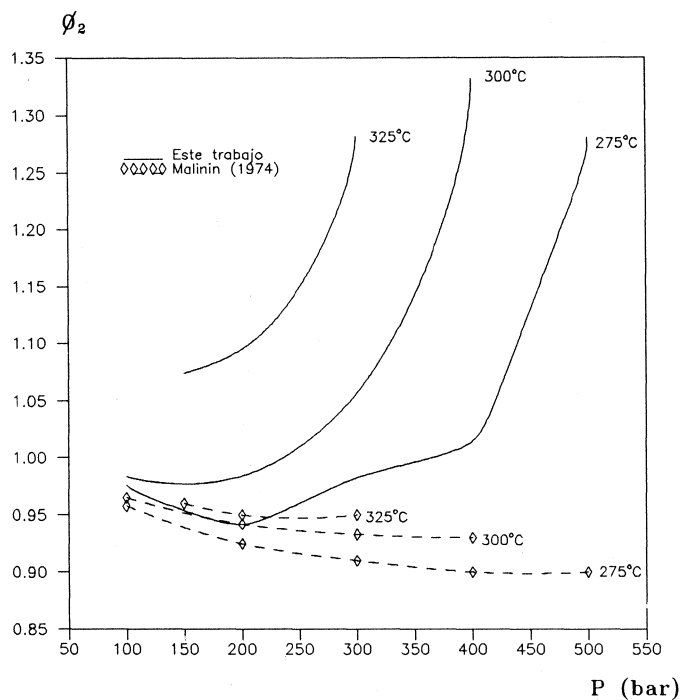 Ø₂
1.35
1.30
1.25
1.20
1.15
1.10
1.05
1.00
0.95
0.90
0.85
300°C
325°C
275°C
Este trabajo
Malinin (1974)
325°C
300°C
275°C
50 100 150 200 250 300 350 400 450 500 550
P (bar)